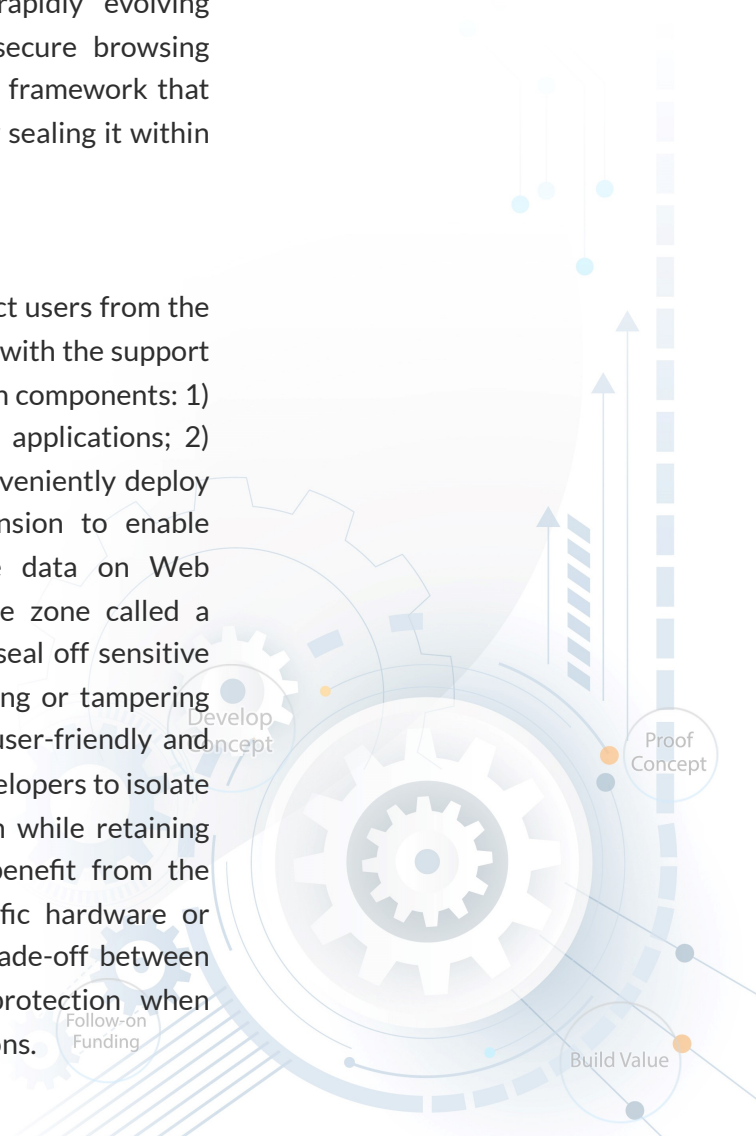 rapidly evolving
secure browsing
framework that
sealing it within
ct users from the
with the support
n components: 1)
applications; 2)
veniently deploy
nsion to enable
e data on Web
e zone called a
seal off sensitive
ng or tampering
user-friendly and
elopers to isolate
n while retaining
benefit from the
fic hardware or
ade-off between
protection when
ons.
Develop
Concept
Proof
Concept
Follow-on
Funding
Build Value